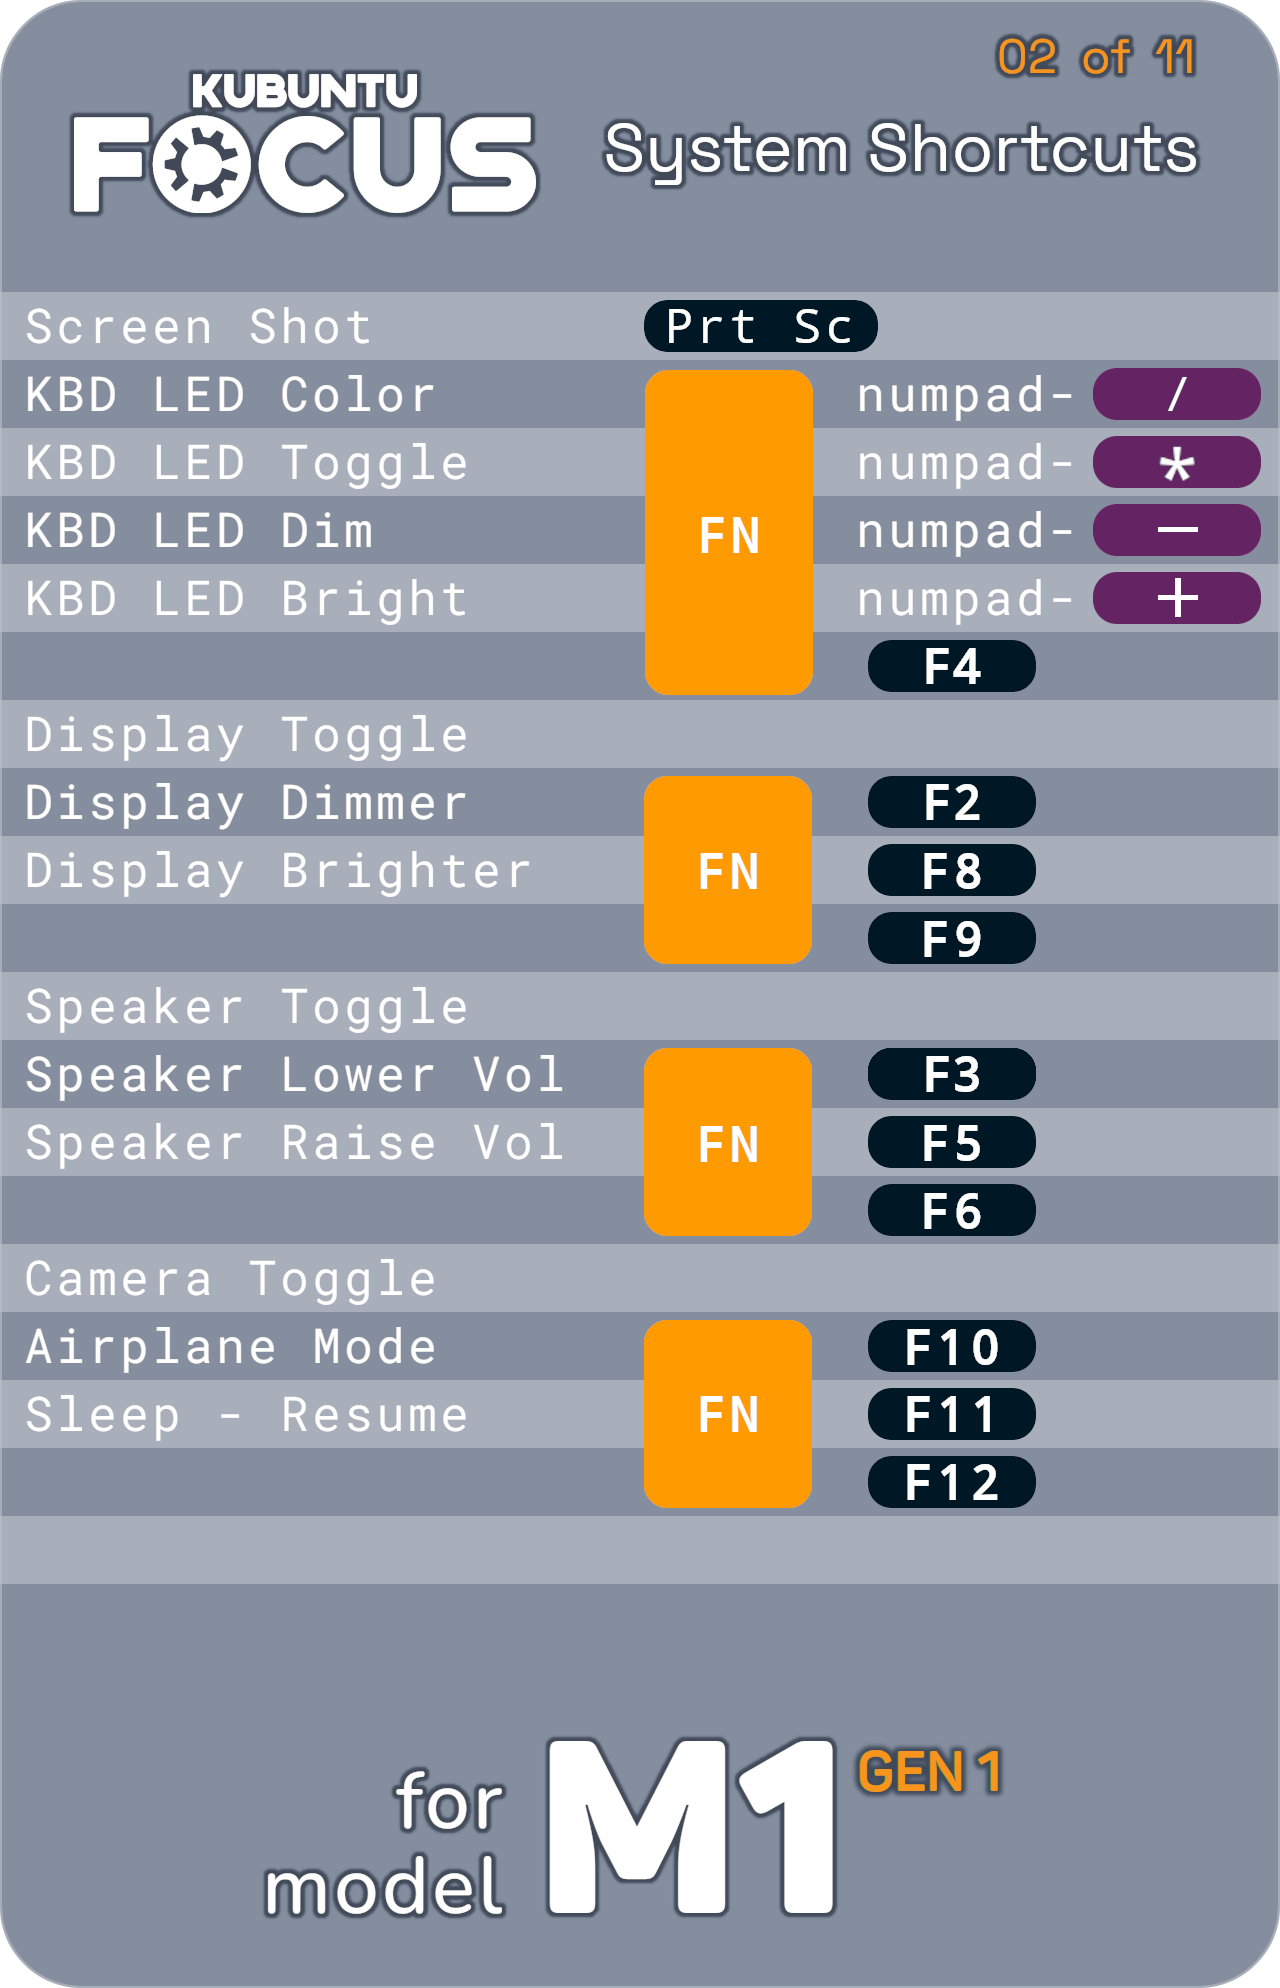 02 of 11
KUBUNTU
FOCUS
System Shortcuts
Screen Shot Prt Sc
KBD LED Color numpad- /
KBD LED Toggle numpad- *
KBD LED Dim FN numpad- −
KBD LED Bright numpad- +
F4
Display Toggle
Display Dimmer F2
Display Brighter FN F8
F9
Speaker Toggle
Speaker Lower Vol F3
Speaker Raise Vol FN F5
F6
Camera Toggle
Airplane Mode F10
Sleep - Resume FN F11
F12
for
model
M1 GEN 1